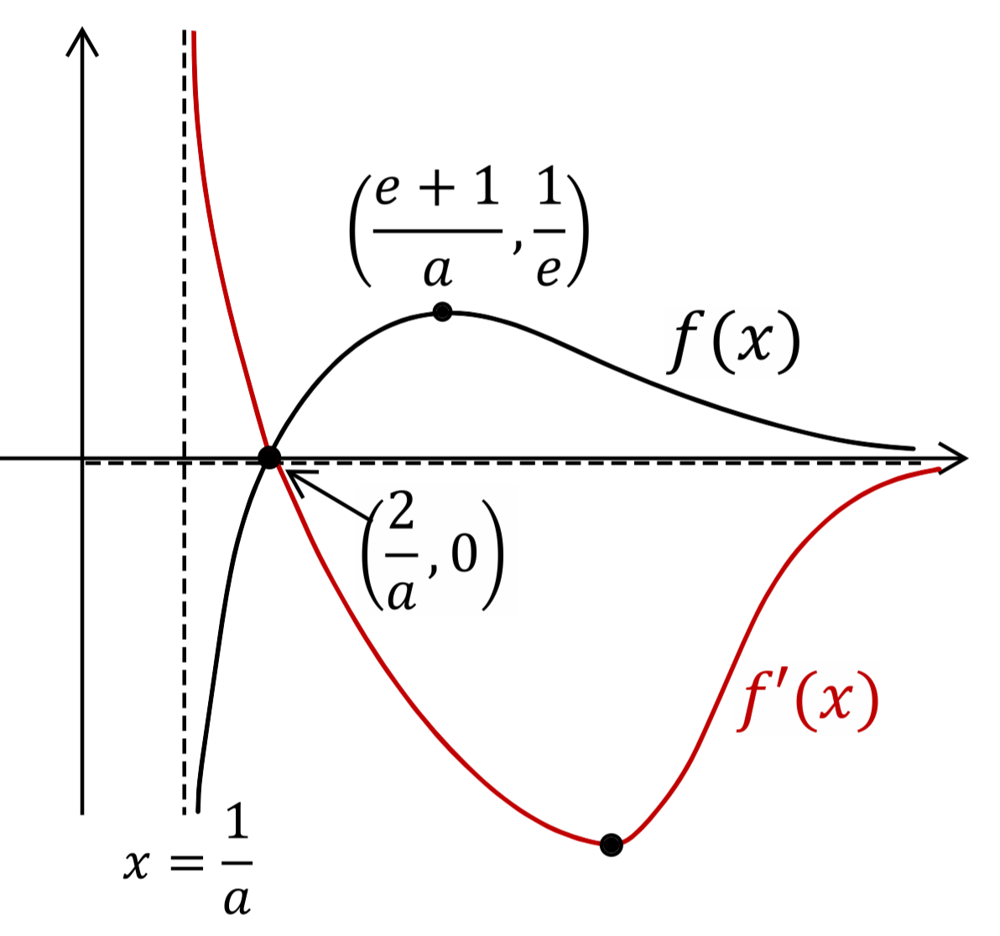 (e + 1 / a , 1 / e)
f(x)
(2 / a , 0)
f′(x)
x = 1 / a